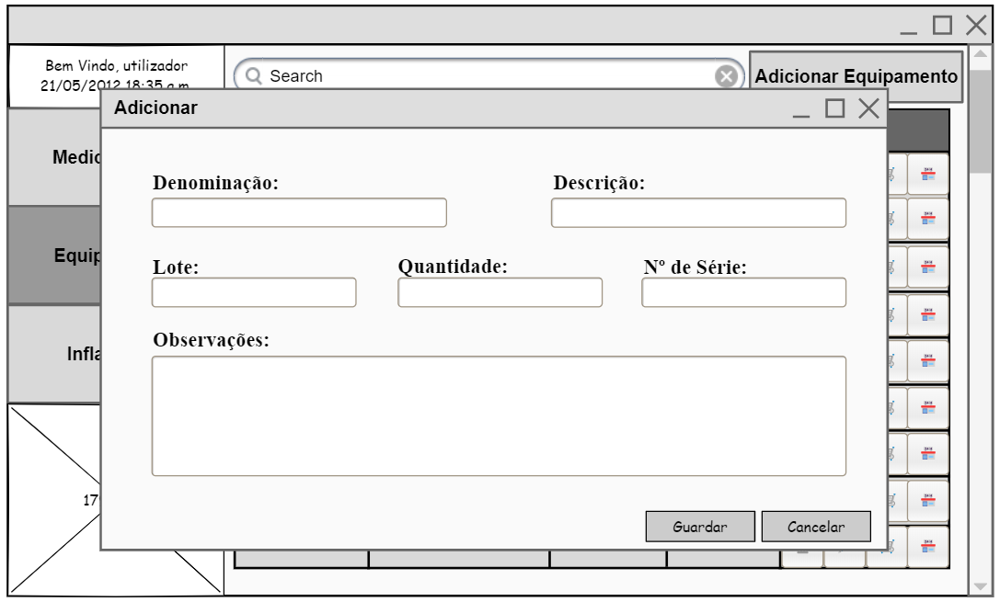 Bem Vindo, utilizador
21/05/2012 18:35 a.m.
Search
Adicionar Equipamento
Adicionar
Denominação:
Descrição:
Lote:
Quantidade:
Nº de Série:
Observações:
Guardar
Cancelar
Medic
Equip
Infla
17